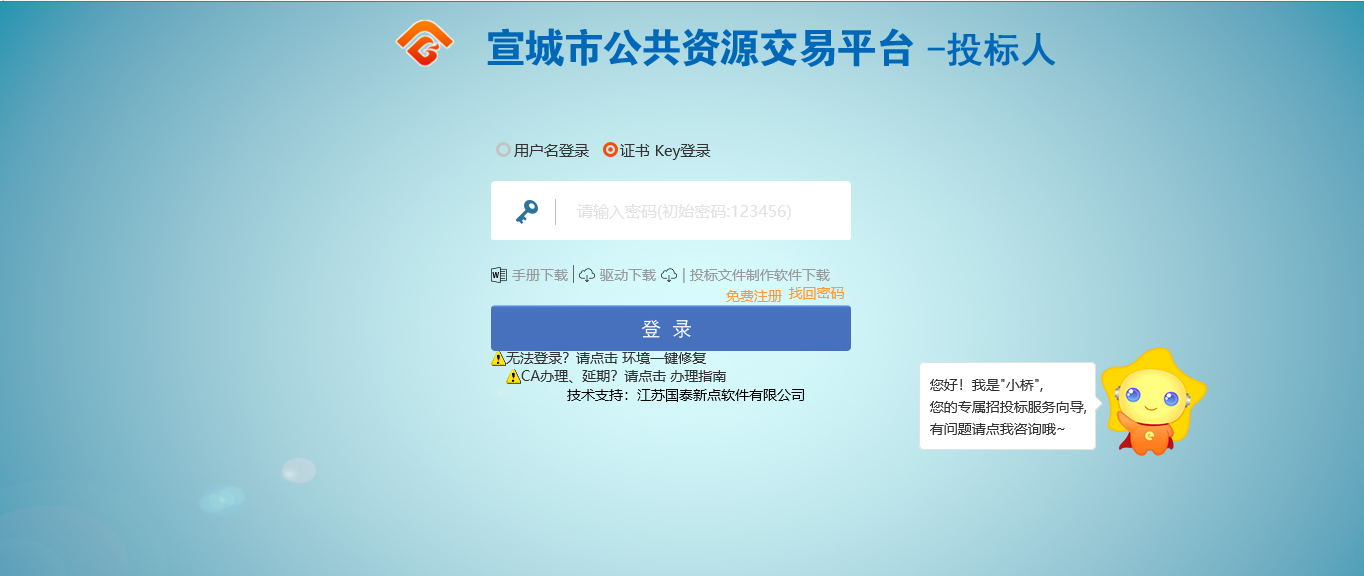 宣城市公共资源交易平台 -投标人
用户名登录 证书 Key登录
请输入密码(初始密码:123456)
手册下载 | 驱动下载 | 投标文件制作软件下载
免费注册 找回密码
登 录
无法登录？请点击 环境一键修复
CA办理、延期？请点击 办理指南
技术支持：江苏国泰新点软件有限公司
您好！我是"小桥",
您的专属招投标服务向导,
有问题请点我咨询哦~